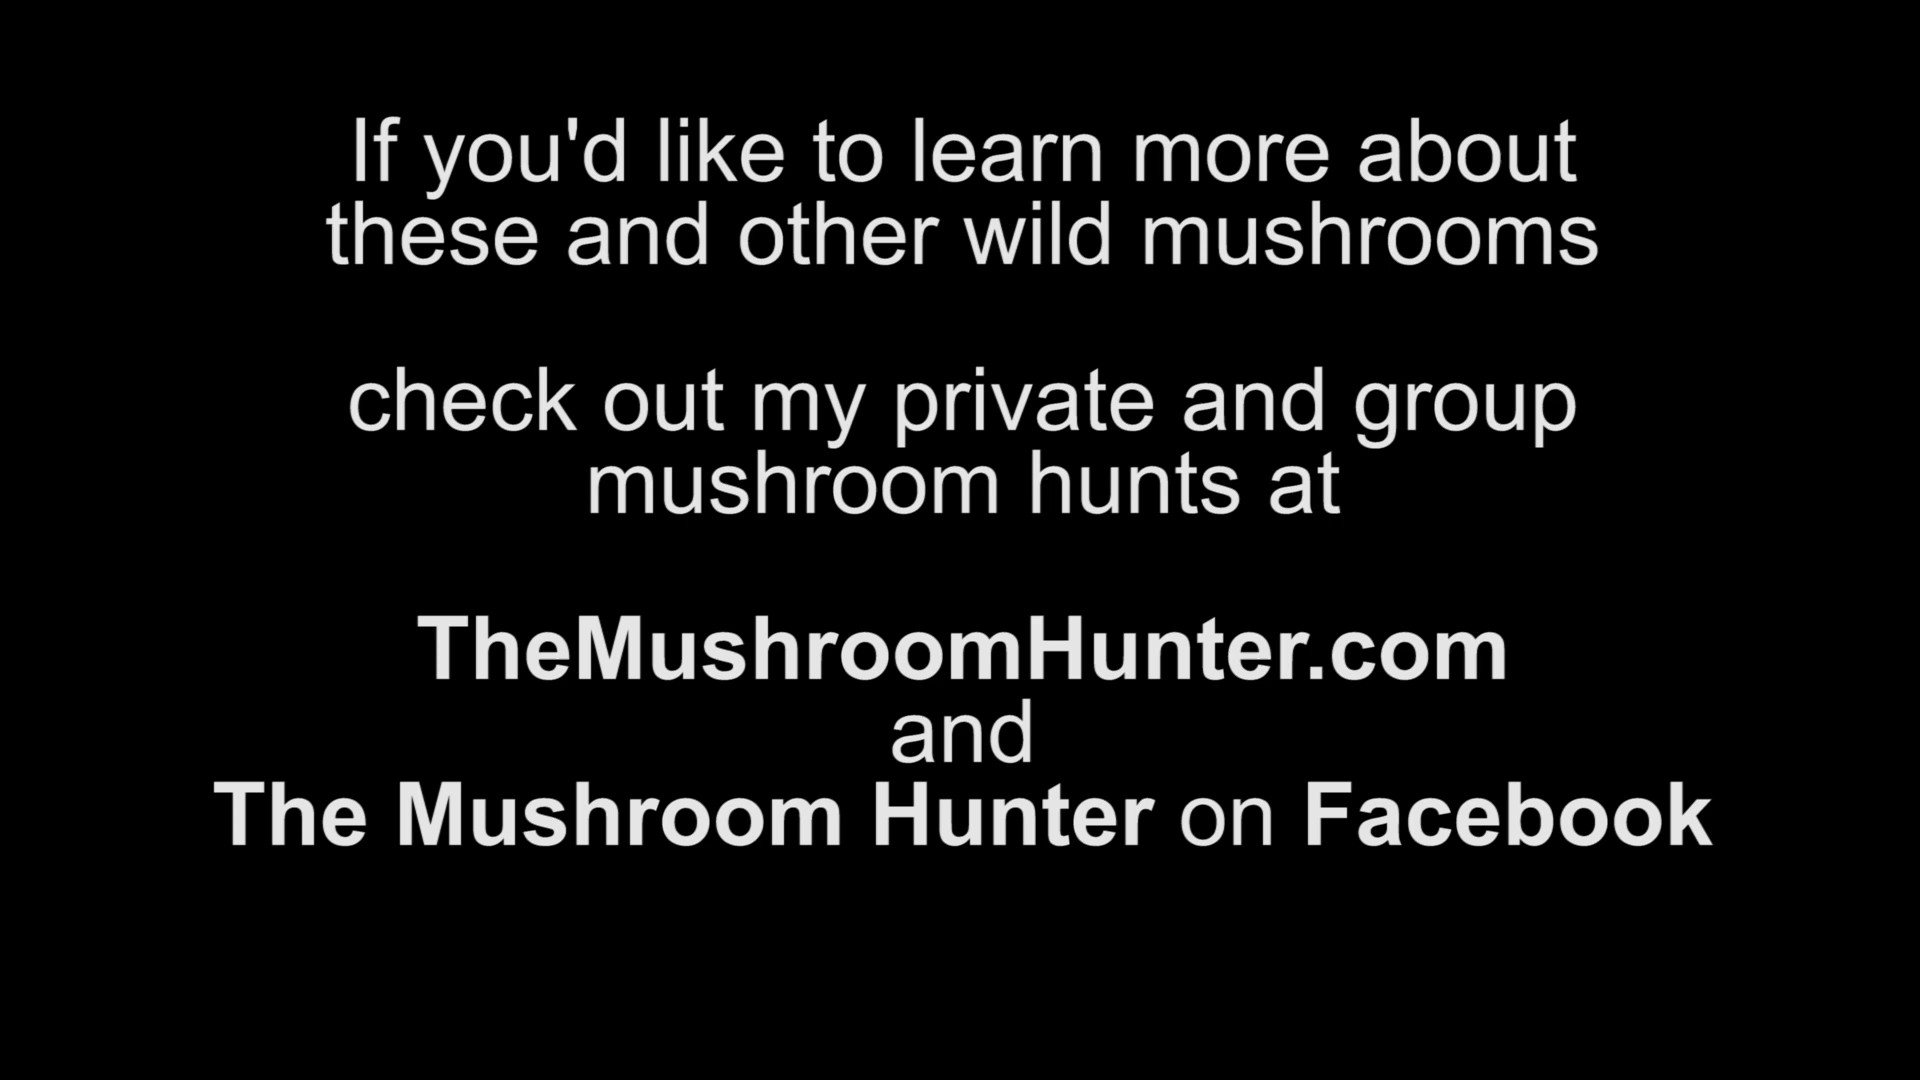 If you'd like to learn more about
these and other wild mushrooms
check out my private and group
mushroom hunts at
TheMushroomHunter.com
and
The Mushroom Hunter on Facebook